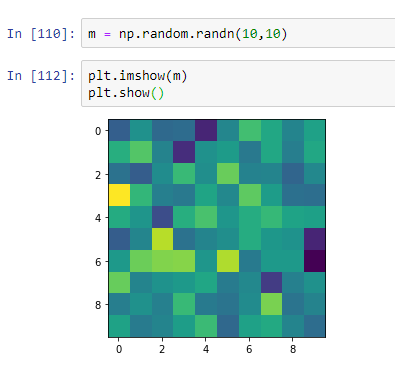 In [110]: m = np.random.randn(10,10)
In [112]: plt.imshow(m)
plt.show()
0
2
4
6
8
0 2 4 6 8